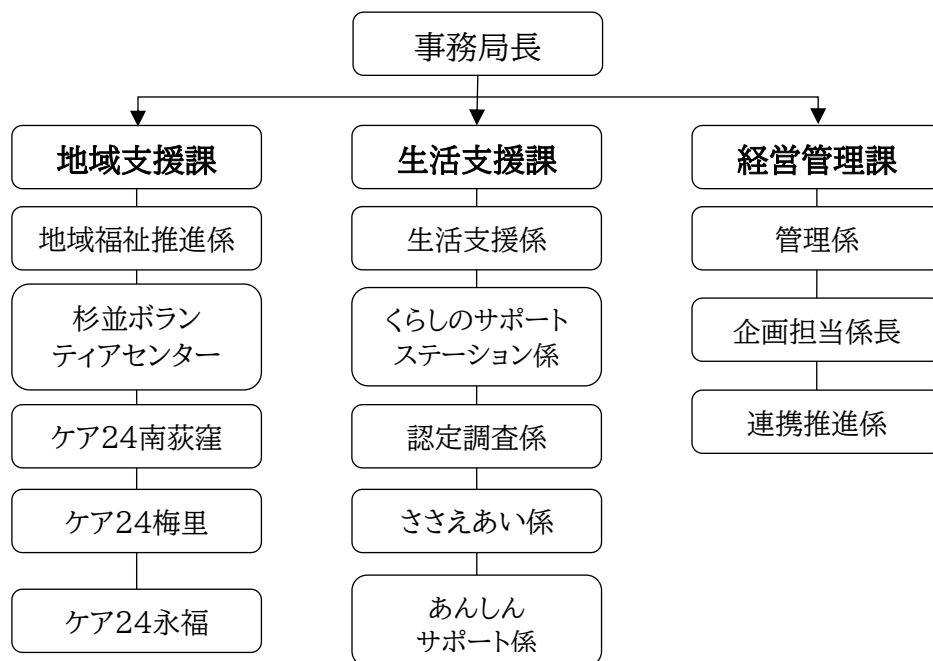 事務局長
地域支援課
生活支援課
経営管理課
地域福祉推進係
生活支援係
管理係
杉並ボラン
ティアセンター
くらしのサポート
ステーション係
企画担当係長
ケア24南荻窪
認定調査係
連携推進係
ケア24梅里
ささえあい係
ケア24永福
あんしん
サポート係